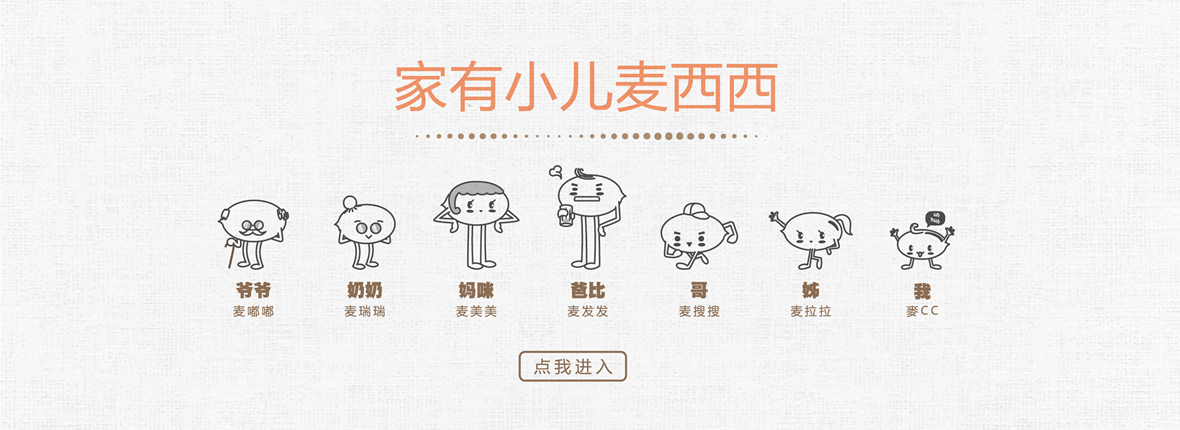 家有小儿麦西西
uh huh
爷爷 奶奶 妈咪 爸比 哥 姊 我
麦嘟嘟 麦瑞瑞 麦美美 麦发发 麦搜搜 麦拉拉 麥CC
点我进入